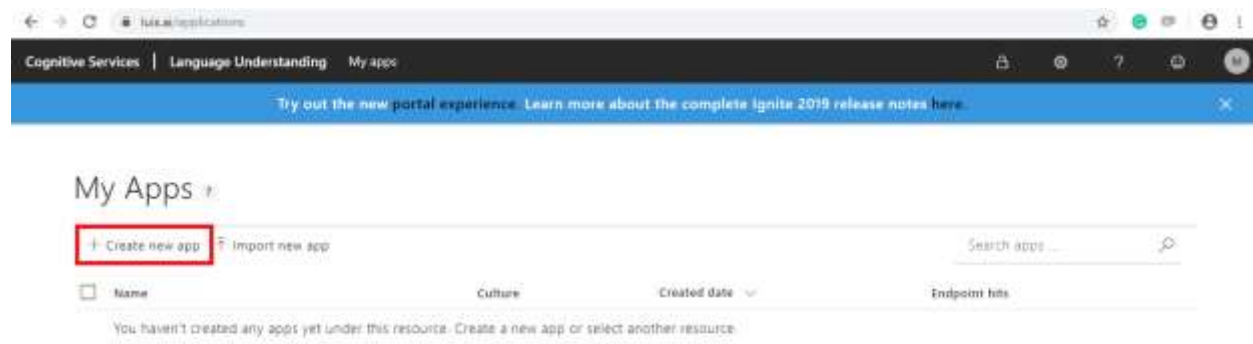 luis.ai/applications
Cognitive Services | Language Understanding My apps ? M
Try out the new portal experience. Learn more about the complete Ignite 2019 release notes here.
My Apps ?
+ Create new app Import new app Search apps ...
Name Culture Created date Endpoint hits
You haven't created any apps yet under this resource. Create a new app or select another resource.